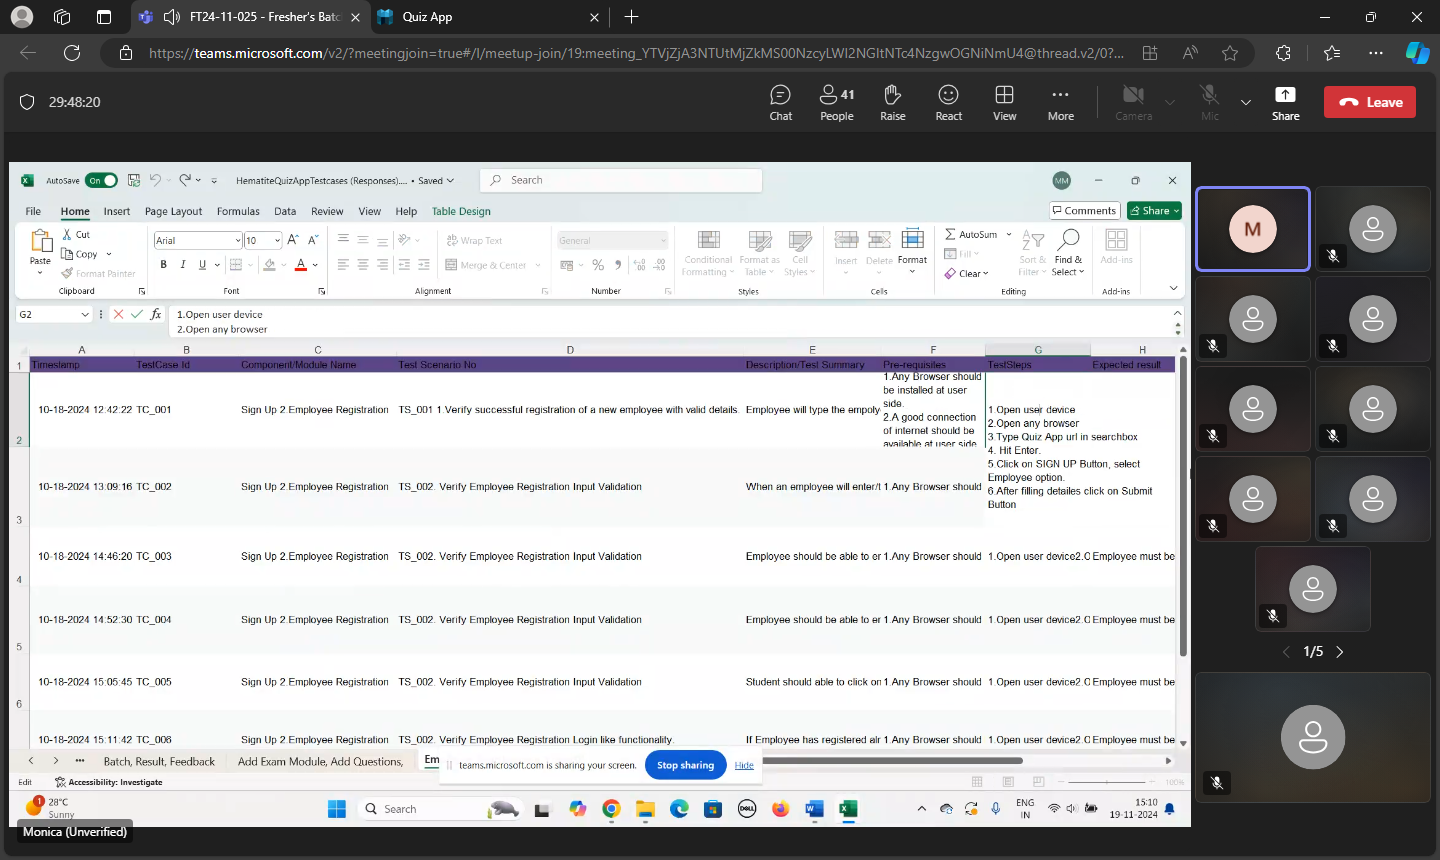 FT24-11-025 - Fresher's Batc
Quiz App
https://teams.microsoft.com/v2/?meetingjoin=true#/l/meetup-join/19:meeting_YTVjZjA3NTUtMjZkMS00NzcyLWI2NGItNTc4NzgwOGNiNmU4@thread.v2/0?...
29:48:20
Chat
41
People
Raise
React
View
More
Camera
Mic
Share
Leave
AutoSave
On
HematiteQuizAppTestcases (Responses).... • Saved
Search
MM
File Home Insert Page Layout Formulas Data Review View Help Table Design
Comments
Share
Paste
Cut
Copy
Format Painter
Clipboard
Arial 10
B I U
Font
Wrap Text
Merge & Center
Alignment
General
Number
Conditional Formatting
Format as Table
Cell Styles
Styles
Insert Delete Format
Cells
AutoSum
Fill
Clear
Sort & Filter
Find & Select
Editing
Add-ins
Add-ins
G2
fx
1.Open user device
2.Open any browser
A B C D E F G H
1 Timestamp TestCase Id Component/Module Name Test Scenario No Description/Test Summary Pre-requisites TestSteps Expected result
2 10-18-2024 12:42:22 TC_001 Sign Up 2.Employee Registration TS_001 1.Verify successful registration of a new employee with valid details. Employee will type the empoly
1.Any Browser should
be installed at user
side.
2.A good connection
of internet should be
available at user side
1.Open user device
2.Open any browser
3.Type Quiz App url in searchbox
4. Hit Enter.
5.Click on SIGN UP Button, select
Employee option.
6.After filling detailes click on Submit
Button
3 10-18-2024 13:09:16 TC_002 Sign Up 2.Employee Registration TS_002. Verify Employee Registration Input Validation When an employee will enter/t 1.Any Browser should
4 10-18-2024 14:46:20 TC_003 Sign Up 2.Employee Registration TS_002. Verify Employee Registration Input Validation Employee should be able to er 1.Any Browser should 1.Open user device2.O Employee must be
5 10-18-2024 14:52:30 TC_004 Sign Up 2.Employee Registration TS_002. Verify Employee Registration Input Validation Employee should be able to er 1.Any Browser should 1.Open user device2.O Employee must be
6 10-18-2024 15:05:45 TC_005 Sign Up 2.Employee Registration TS_002. Verify Employee Registration Input Validation Student should able to click on 1.Any Browser should 1.Open user device2.O Employee must be
10-18-2024 15:11:42 TC_006 Sign Up 2.Employee Registration TS_002. Verify Employee Registration Login like functionality. If Employee has registered alr 1.Any Browser should 1.Open user device2.O Employee must be
Batch, Result, Feedback
Add Exam Module, Add Questions,
Em
teams.microsoft.com is sharing your screen.
Stop sharing
Hide
Edit
Accessibility: Investigate
100%
1
28°C
Sunny
Search
DELL
ENG
IN
15:10
19-11-2024
Monica (Unverified)
M
1/5